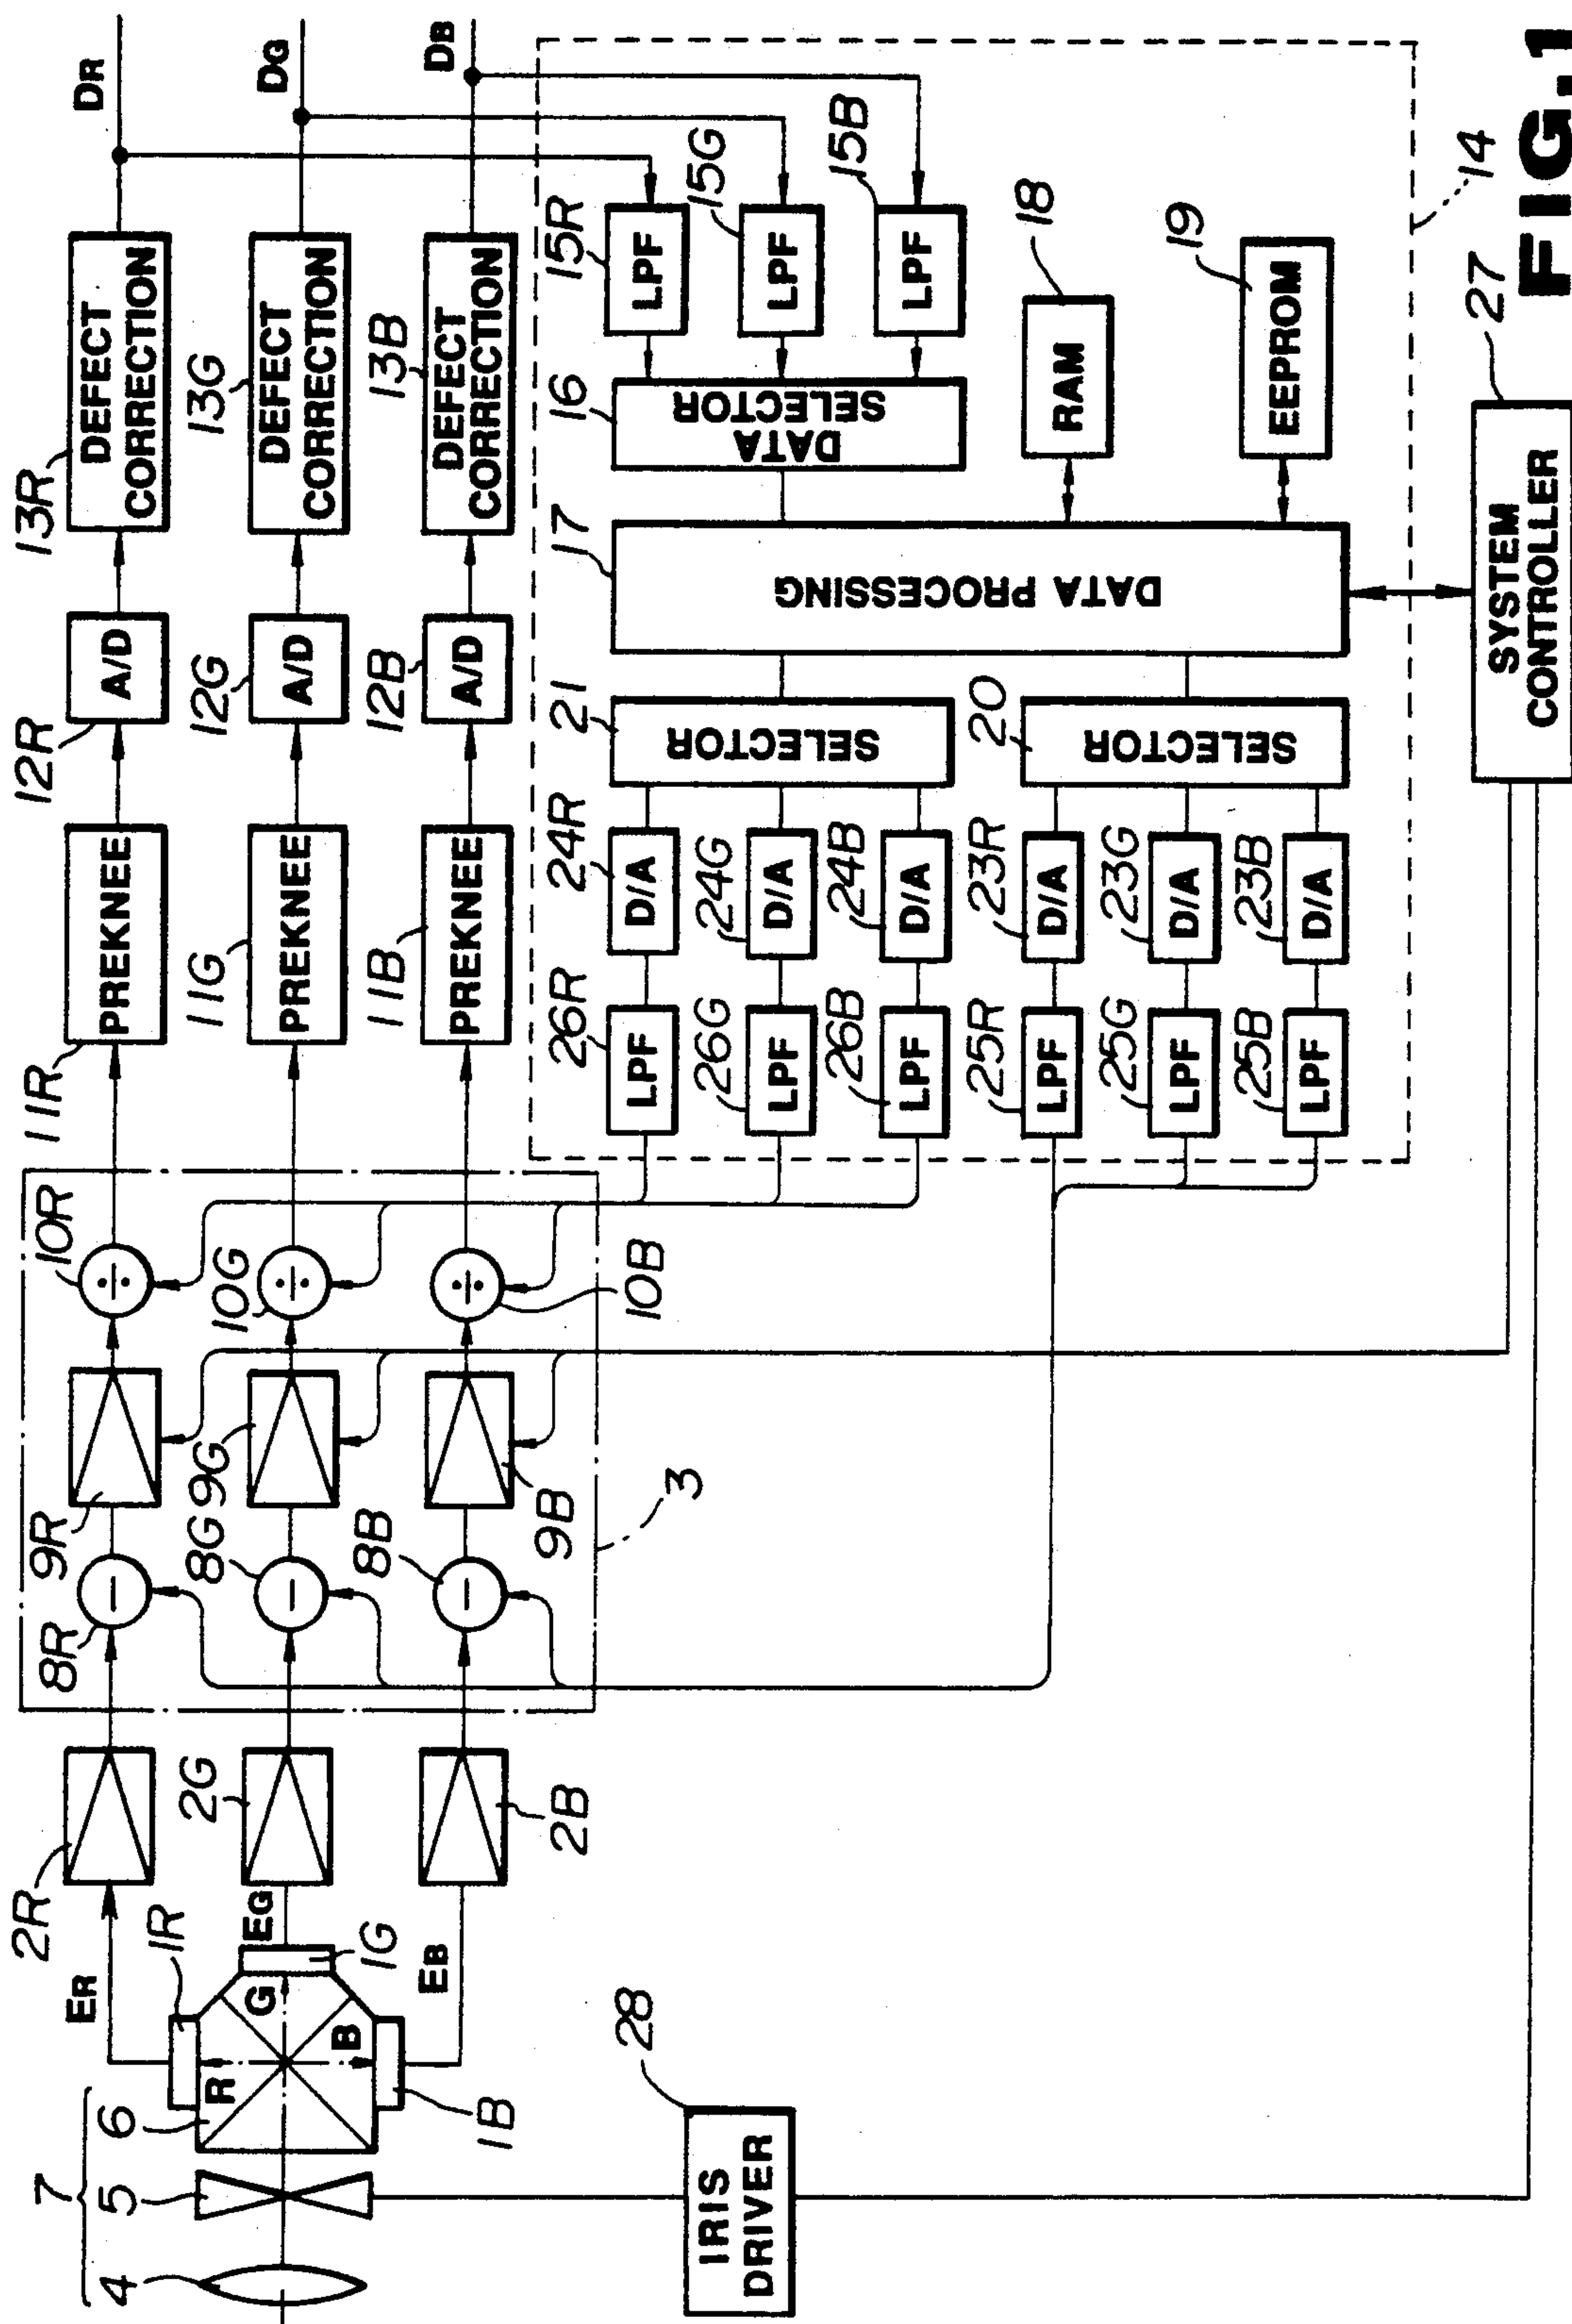 7
4
5
6
R
G
B
1R
1G
1B
ER
EG
EB
2R
2G
2B
8R
8G
8B
9R
9G
9B
10R
10G
10B
3
11R
PREKNEE
11G
PREKNEE
11B
PREKNEE
12R
A/D
12G
A/D
12B
A/D
13R
DEFECT
CORRECTION
13G
DEFECT
CORRECTION
13B
DEFECT
CORRECTION
DR
DG
DB
26R
LPF
26G
LPF
26B
LPF
25R
LPF
25G
LPF
25B
LPF
24R
D/A
24G
D/A
24B
D/A
23R
D/A
23G
D/A
23B
D/A
21
SELECTOR
20
SELECTOR
17
DATA PROCESSING
16
DATA
SELECTOR
15R
LPF
15G
LPF
15B
LPF
RAM
18
EEPROM
19
14
28
IRIS
DRIVER
SYSTEM
CONTROLLER
27
FIG.1